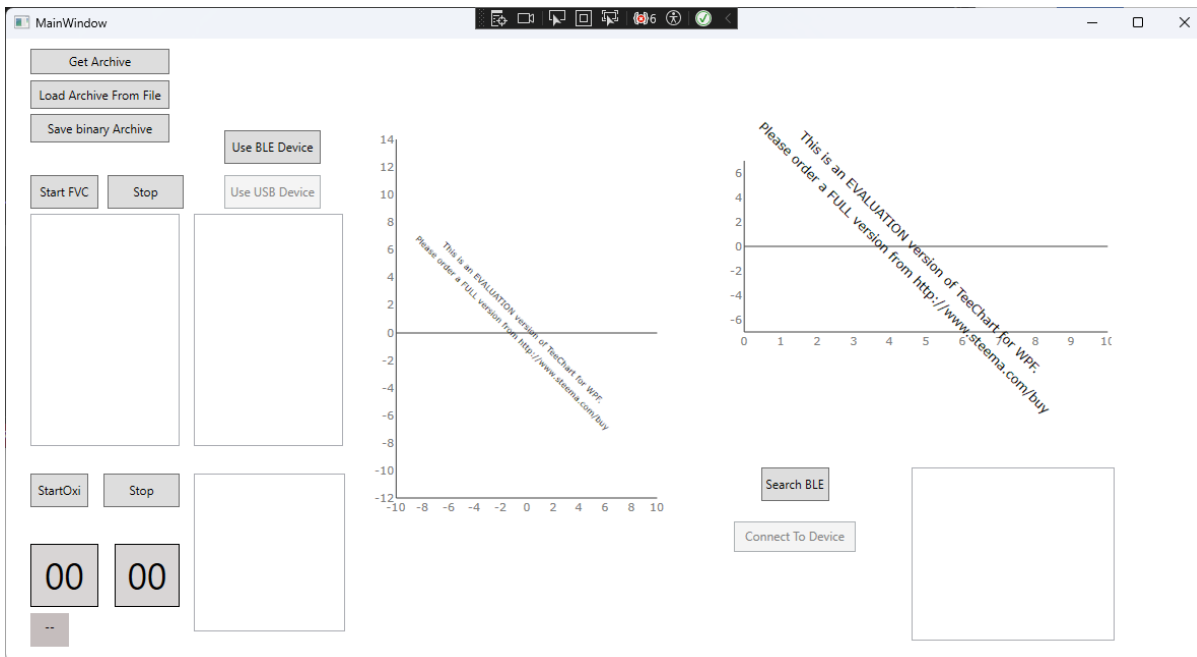 MainWindow
6
Get Archive
Load Archive From File
Save binary Archive
Use BLE Device
Start FVC
Stop
Use USB Device
14
12
10
8
6
4
2
0
-2
-4
-6
-8
-10
-12
-10 -8 -6 -4 -2 0 2 4 6 8 10
This is an EVALUATION version of TeeChart for WPF.
Please order a FULL version from http://www.steema.com/buy
6
4
2
0
-2
-4
-6
0 1 2 3 4 5 6 7 8 9 10
This is an EVALUATION version of TeeChart for WPF.
Please order a FULL version from http://www.steema.com/buy
StartOxi
Stop
Search BLE
Connect To Device
00
00
--